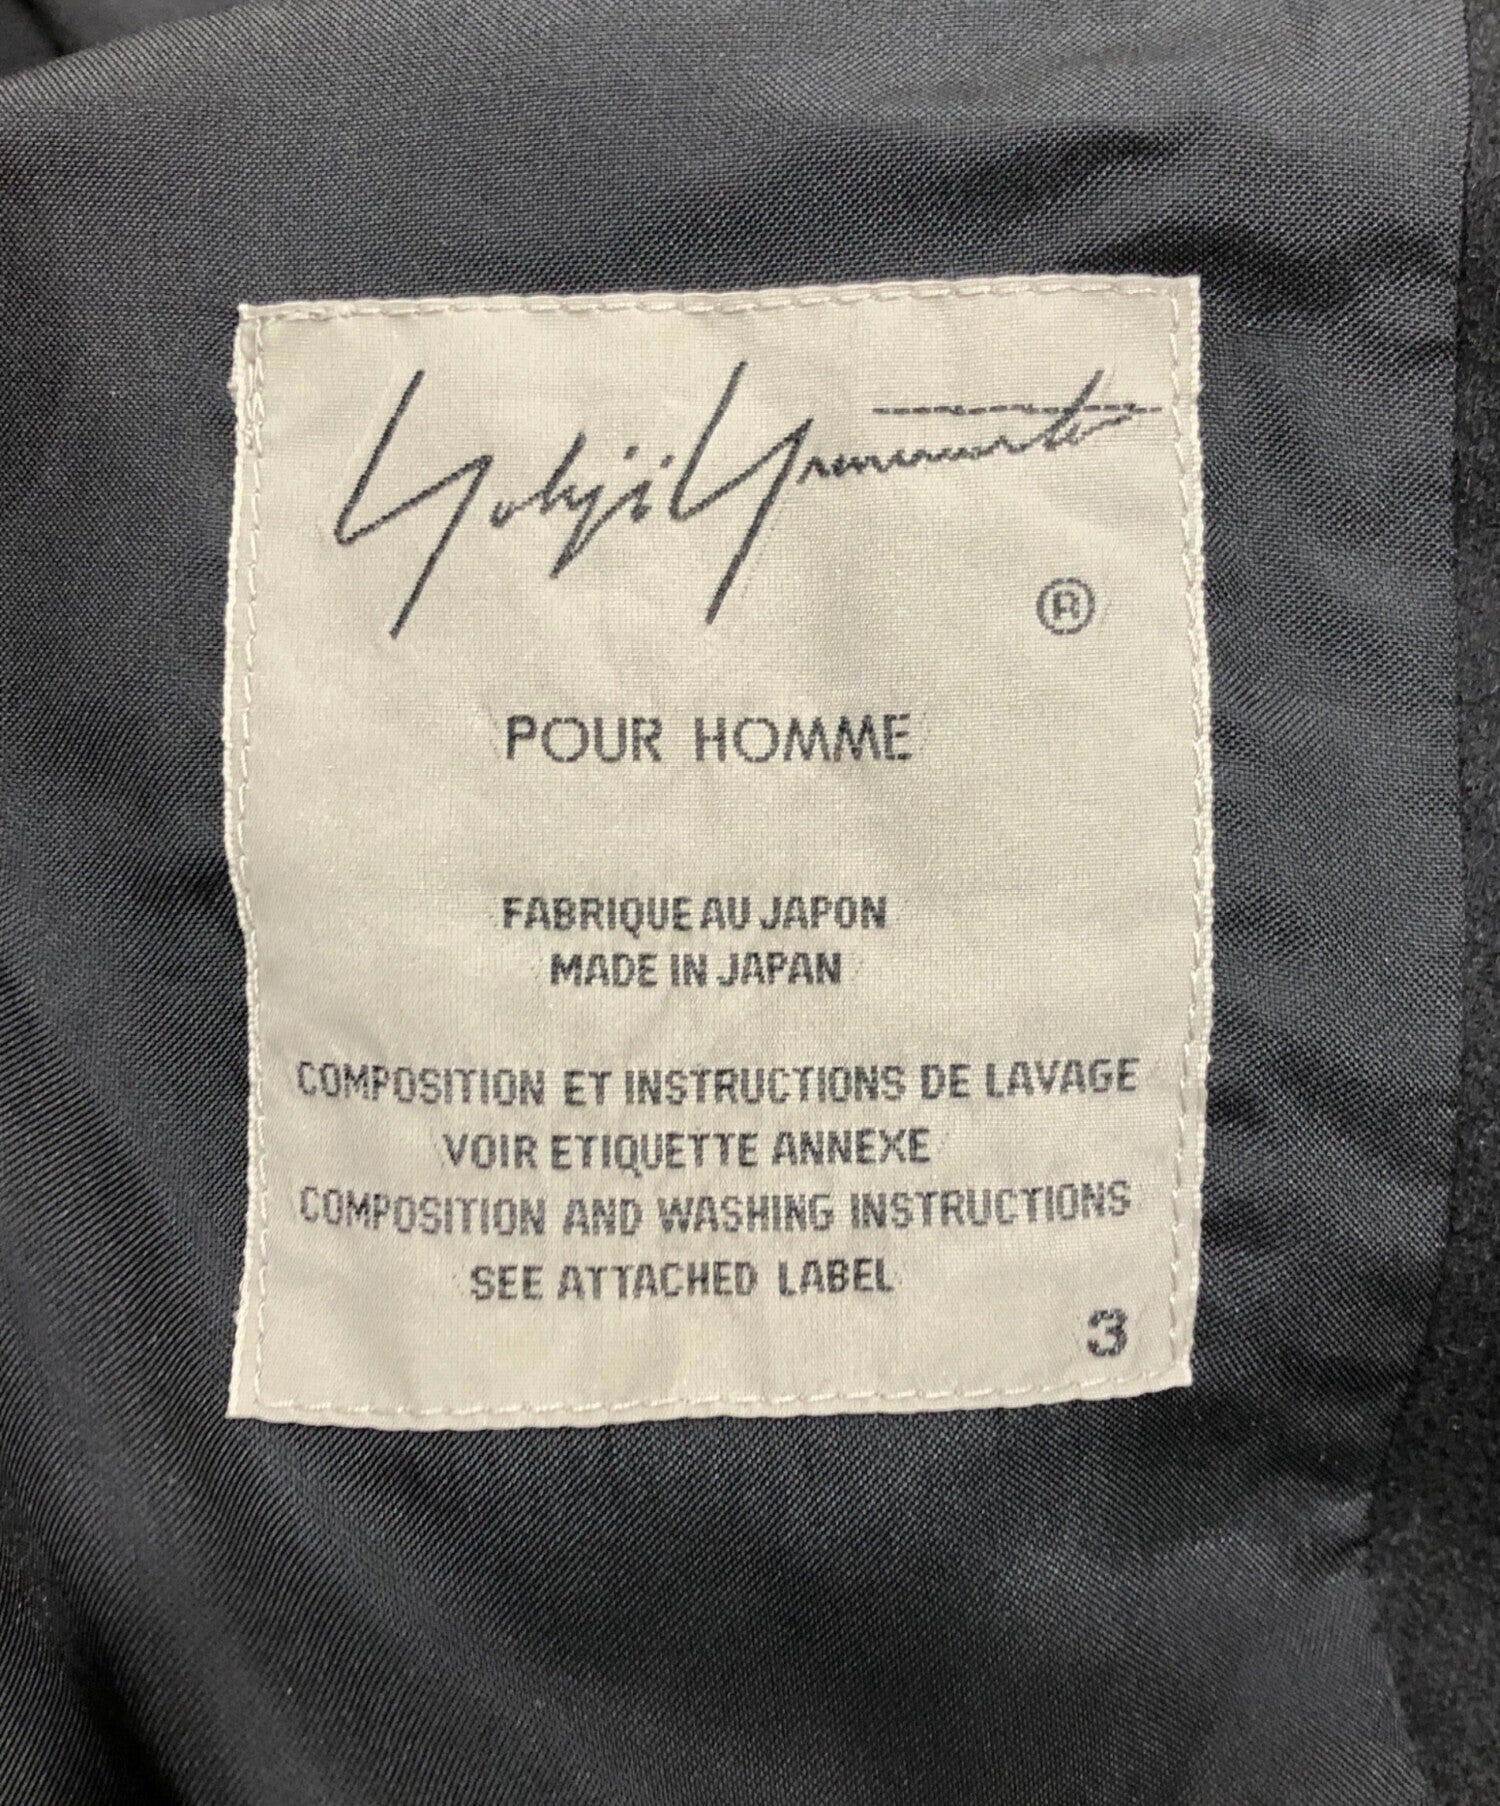 Yohji Yamamoto
®
POUR HOMME
FABRIQUE AU JAPON
MADE IN JAPAN
COMPOSITION ET INSTRUCTIONS DE LAVAGE
VOIR ETIQUETTE ANNEXE
COMPOSITION AND WASHING INSTRUCTIONS
SEE ATTACHED LABEL
3